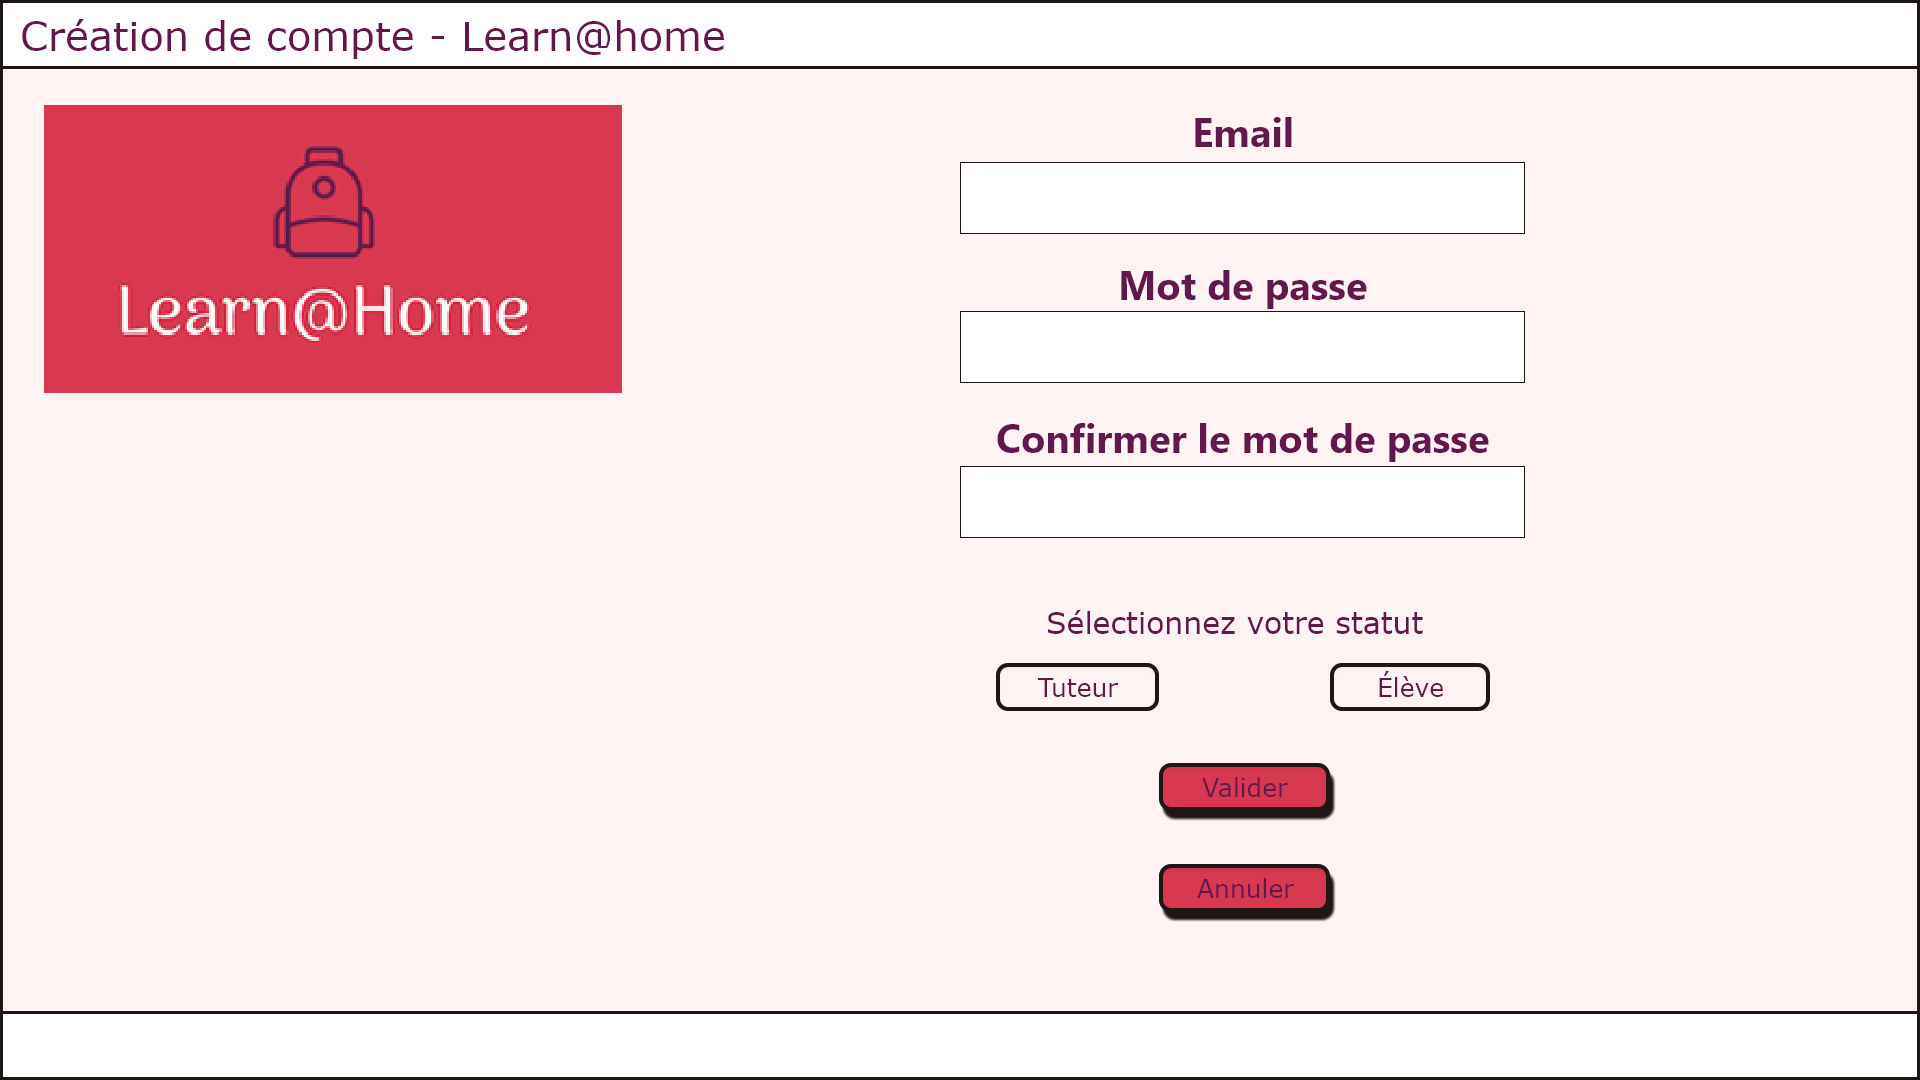 Création de compte - Learn@home
Learn@Home
Email
Mot de passe
Confirmer le mot de passe
Sélectionnez votre statut
Tuteur
Élève
Valider
Annuler